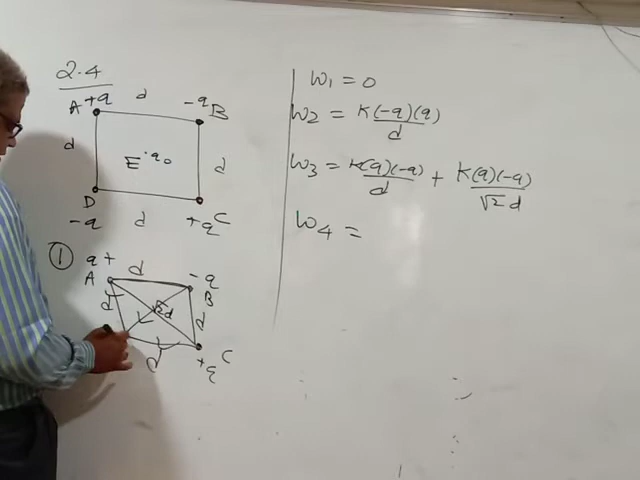 2.4
A +q d -q B
d E .q₀ d
D
-q d +q C
① q+ d -q
A B
d √2d d
d +q C
W₁ = 0
W₂ = K(-q)(q)/d
W₃ = K(q)(-q)/d + K(q)(-q)/√2 d
W₄ =